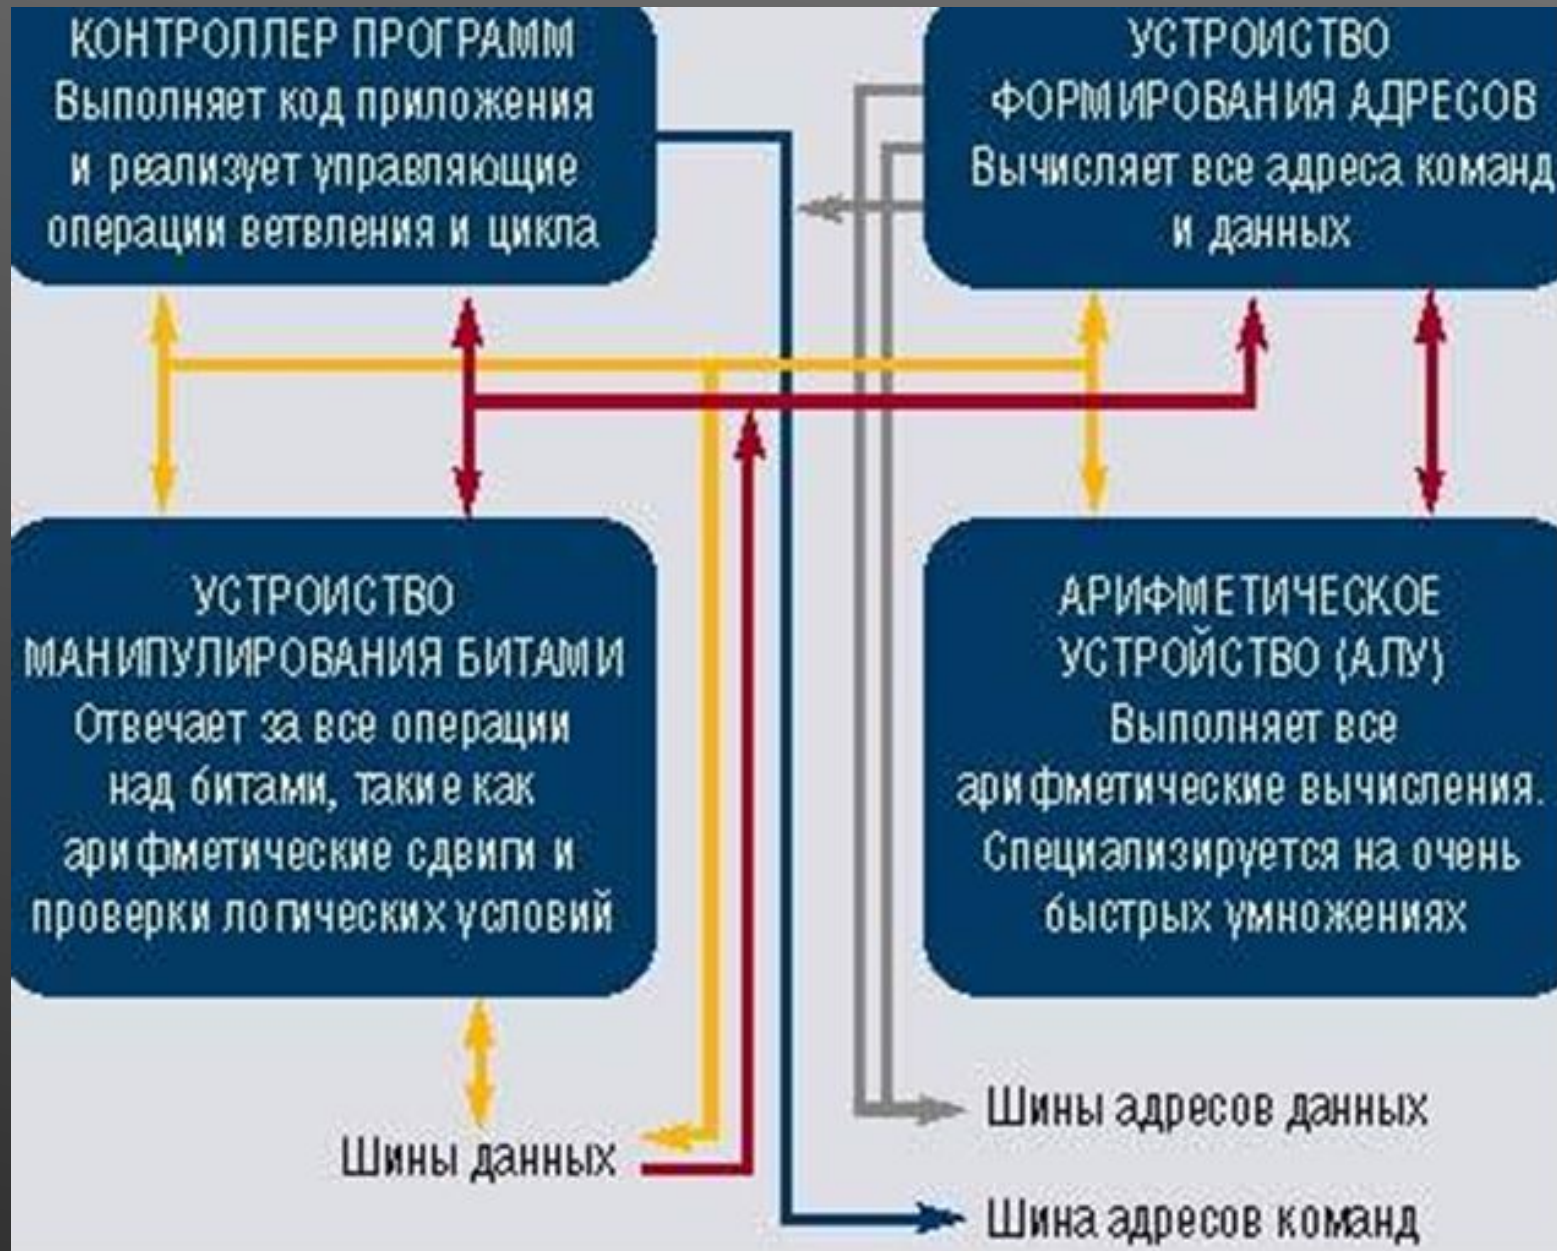 КОНТРОЛЛЕР ПРОГРАММ
Выполняет код приложения
и реализует управляющие
операции ветвления и цикла
УСТРОЙСТВО
ФОРМИРОВАНИЯ АДРЕСОВ
Вычисляет все адреса команд
и данных
УСТРОЙСТВО
МАНИПУЛИРОВАНИЯ БИТАМИ
Отвечает за все операции
над битами, такие как
арифметические сдвиги и
проверки логических условий
АРИФМЕТИЧЕСКОЕ
УСТРОЙСТВО (АЛУ)
Выполняет все
арифметические вычисления.
Специализируется на очень
быстрых умножениях
Шины данных
Шины адресов данных
Шина адресов команд